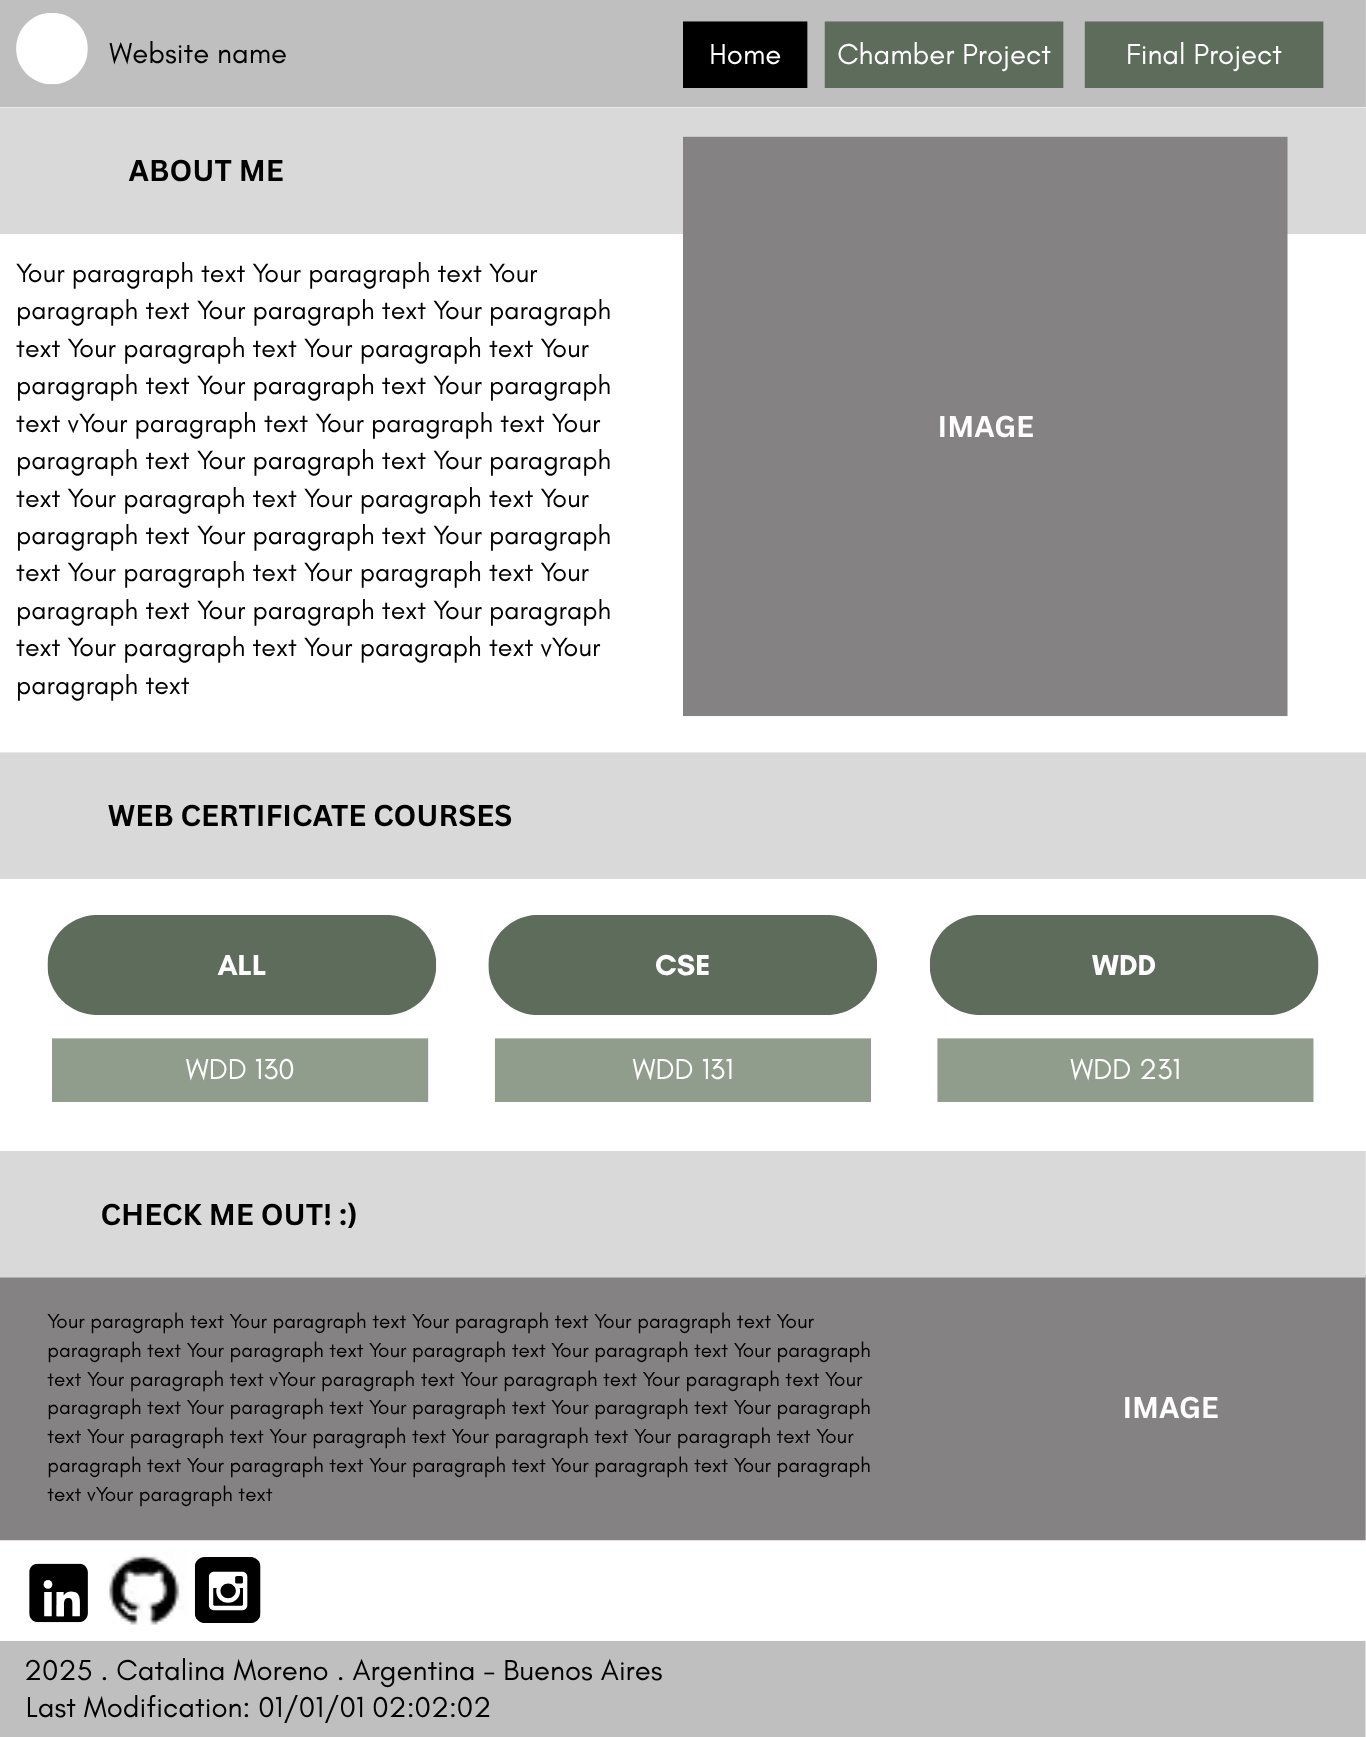 Website name
Home
Chamber Project
Final Project
ABOUT ME
Your paragraph text Your paragraph text Your
paragraph text Your paragraph text Your paragraph
text Your paragraph text Your paragraph text Your
paragraph text Your paragraph text Your paragraph
text vYour paragraph text Your paragraph text Your
paragraph text Your paragraph text Your paragraph
text Your paragraph text Your paragraph text Your
paragraph text Your paragraph text Your paragraph
text Your paragraph text Your paragraph text Your
paragraph text Your paragraph text Your paragraph
text Your paragraph text Your paragraph text vYour
paragraph text
IMAGE
WEB CERTIFICATE COURSES
ALL
CSE
WDD
WDD 130
WDD 131
WDD 231
CHECK ME OUT! :)
Your paragraph text Your paragraph text Your paragraph text Your paragraph text Your
paragraph text Your paragraph text Your paragraph text Your paragraph text Your paragraph
text Your paragraph text vYour paragraph text Your paragraph text Your paragraph text Your
paragraph text Your paragraph text Your paragraph text Your paragraph text Your paragraph
text Your paragraph text Your paragraph text Your paragraph text Your paragraph text Your
paragraph text Your paragraph text Your paragraph text Your paragraph text Your paragraph
text vYour paragraph text
IMAGE
in
2025 . Catalina Moreno . Argentina - Buenos Aires
Last Modification: 01/01/01 02:02:02